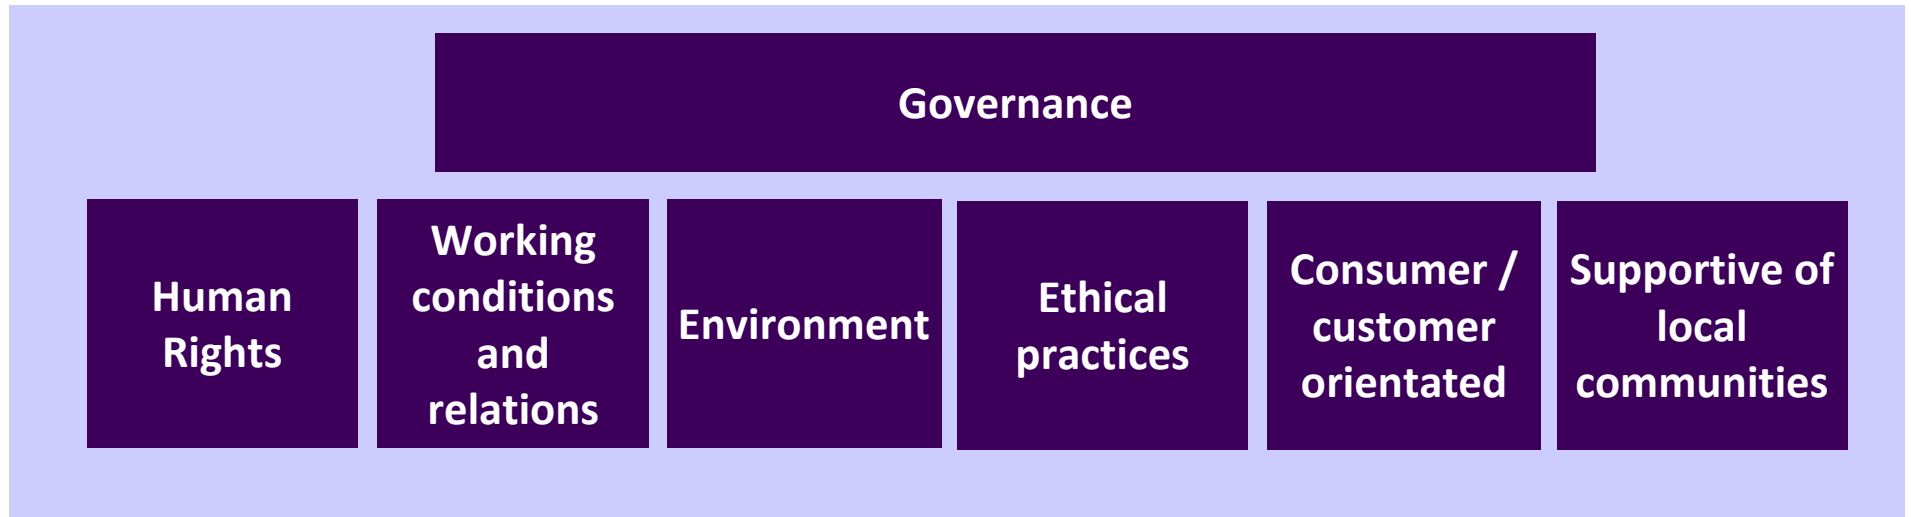 Governance
Human
Rights
Working
conditions
and
relations
Environment
Ethical
practices
Consumer /
customer
orientated
Supportive of
local
communities